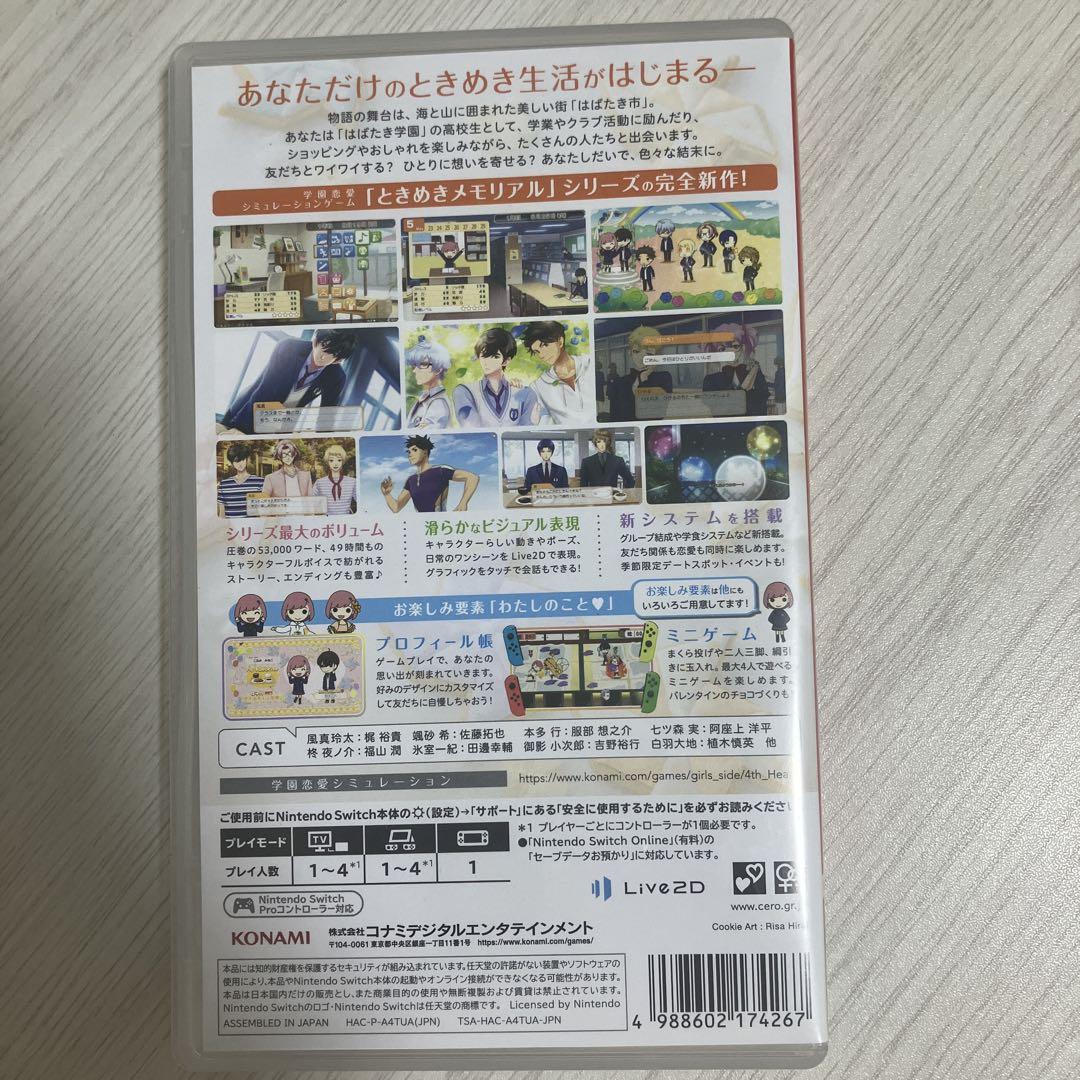 あなただけのときめき生活がはじまる―
物語の舞台は、海と山に囲まれた美しい街「はばたき市」。
あなたは「はばたき学園」の高校生として、学業やクラブ活動に励んだり、
ショッピングやおしゃれを楽しみながら、たくさんの人たちと出会います。
友だちとワイワイする? ひとりに想いを寄せる? あなたしだいで、色々な結末に。
学園恋愛
シミュレーションゲーム
「ときめきメモリアル」シリーズの完全新作!
シリーズ最大のボリューム
圧巻の53,000ワード、49時間もの
キャラクターフルボイスで紡がれる
ストーリー、エンディングも豊富♪
滑らかなビジュアル表現
キャラクターらしい動きやポーズ、
日常のワンシーンをLive2Dで表現。
グラフィックをタッチで会話もできる!
新システムを搭載
グループ結成や学食システムなど新搭載。
友だち関係も恋愛も同時に楽しめます。
季節限定デートスポット・イベントも!
お楽しみ要素「わたしのこと♥」
お楽しみ要素は他にも
いろいろご用意してます!
プロフィール帳
ゲームプレイで、あなたの
思い出が刻まれていきます。
好みのデザインにカスタマイズ
して友だちに自慢しちゃおう!
ミニゲーム
まくら投げや二人三脚、綱引
きに玉入れ。最大4人で遊べる
ミニゲームを楽しめます。
バレンタインのチョコづくりも!
CAST
風真玲太:梶 裕貴 颯砂 希:佐藤拓也 本多 行:服部 想之介 七ツ森 実:阿座上 洋平
柊 夜ノ介:福山 潤 氷室一紀:田邊幸輔 御影 小次郎:吉野裕行 白羽大地:植木慎英 他
学園恋愛シミュレーション
https://www.konami.com/games/girls_side/4th_Hea
ご使用前にNintendo Switch本体の(設定)→「サポート」にある「安全に使用するために」を必ずお読みください
プレイモード
TV
プレイ人数
1～4*1
1～4*1
1
*1 プレイヤーごとにコントローラーが1個必要です。
●「Nintendo Switch Online」(有料)の
「セーブデータお預かり」に対応しています。
Nintendo Switch
Proコントローラー対応
Live2D
www.cero.gr.j
KONAMI
株式会社コナミデジタルエンタテインメント
〒104-0061 東京都中央区銀座一丁目11番1号 https://www.konami.com/games/
Cookie Art : Risa Hira
本品には知的財産権を保護するセキュリティが組み込まれています。任天堂の許諾がない装置やソフトウェアの
使用により、本品やNintendo Switch本体の起動やオンライン接続ができなくなる可能性があります。
本品は日本国内だけの販売とし、また商業目的の使用や無断複製および賃貸は禁止されています。
Nintendo Switchのロゴ・Nintendo Switchは任天堂の商標です。 Licensed by Nintendo
ASSEMBLED IN JAPAN HAC-P-A4TUA(JPN) TSA-HAC-A4TUA-JPN
4 988602 174267